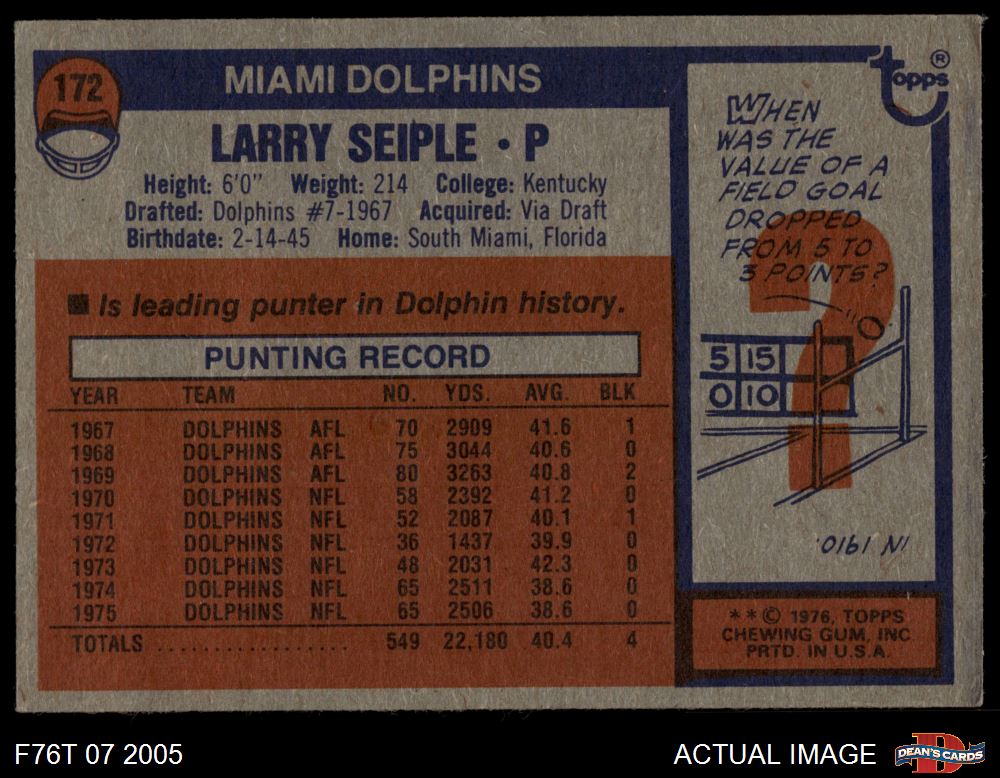 172
MIAMI DOLPHINS
LARRY SEIPLE • P
Height: 6'0" Weight: 214 College: Kentucky
Drafted: Dolphins #7-1967 Acquired: Via Draft
Birthdate: 2-14-45 Home: South Miami, Florida
■ Is leading punter in Dolphin history.
PUNTING RECORD
YEAR TEAM NO. YDS. AVG. BLK
1967 DOLPHINS AFL 70 2909 41.6 1
1968 DOLPHINS AFL 75 3044 40.6 0
1969 DOLPHINS AFL 80 3263 40.8 2
1970 DOLPHINS NFL 58 2392 41.2 0
1971 DOLPHINS NFL 52 2087 40.1 1
1972 DOLPHINS NFL 36 1437 39.9 0
1973 DOLPHINS NFL 48 2031 42.3 0
1974 DOLPHINS NFL 65 2511 38.6 0
1975 DOLPHINS NFL 65 2506 38.6 0
TOTALS .................. 549 22,180 40.4 4
topps ®
WHEN
WAS THE
VALUE OF A
FIELD GOAL
DROPPED
FROM 5 TO
3 POINTS?
?
5 15
0 10
IN 1910.
**© 1976, TOPPS
CHEWING GUM, INC
PRTD. IN U.S.A.
F76T 07 2005
ACTUAL IMAGE
DEAN'S CARDS